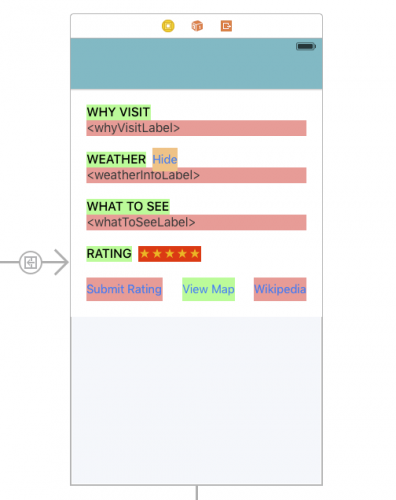 WHY VISIT
<whyVisitLabel>
WEATHER Hide
<weatherInfoLabel>
WHAT TO SEE
<whatToSeeLabel>
RATING ★★★★★
Submit Rating View Map Wikipedia